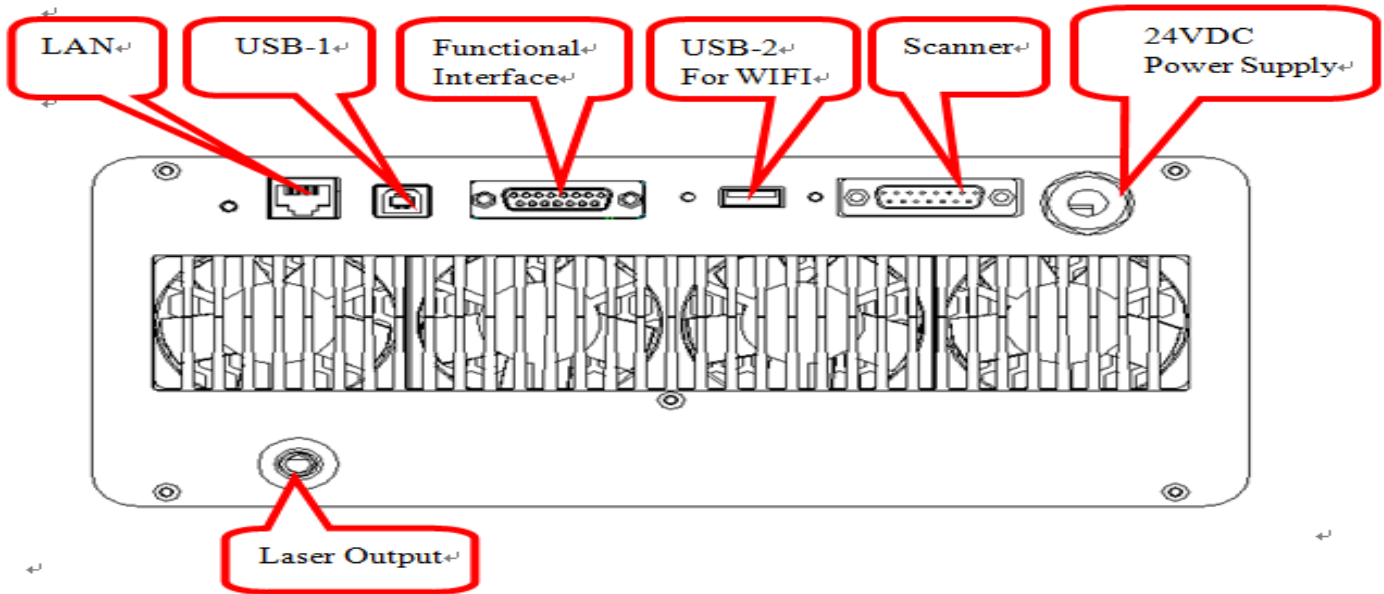 LAN
USB-1
Functional
Interface
USB-2
For WIFI
Scanner
24VDC
Power Supply
Laser Output